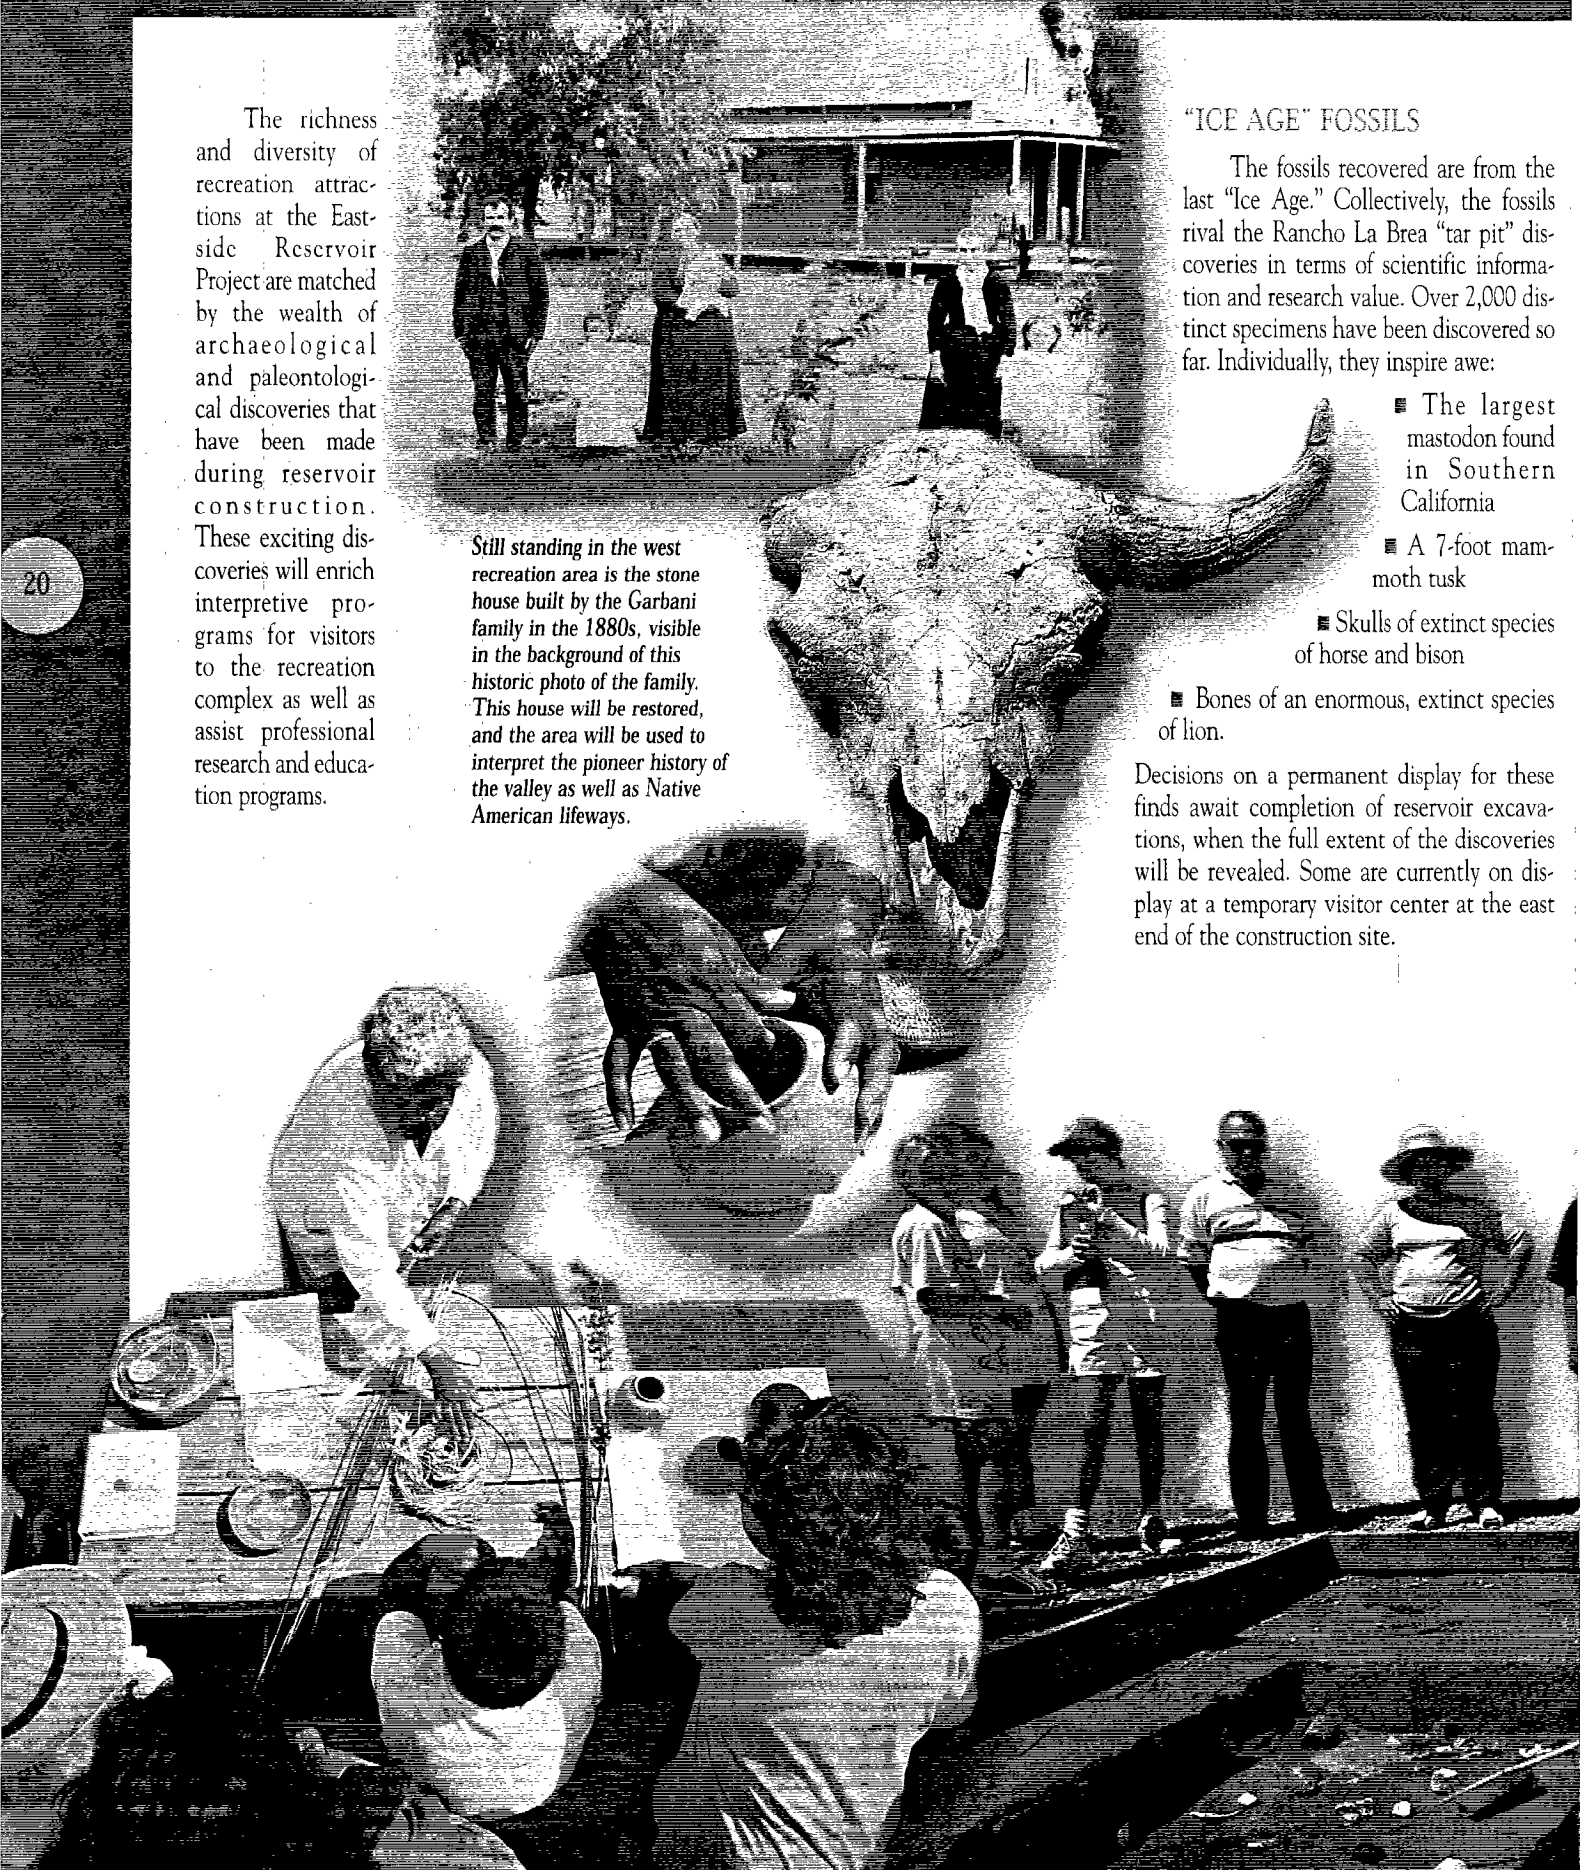 The richness
and diversity of
recreation attrac-
tions at the East-
side Reservoir
Project are matched
by the wealth of
archaeological
and paleontologi-
cal discoveries that
have been made
during reservoir
construction.
These exciting dis-
coveries will enrich
interpretive pro-
grams for visitors
to the recreation
complex as well as
assist professional
research and educa-
tion programs.
20
Still standing in the west
recreation area is the stone
house built by the Garbani
family in the 1880s, visible
in the background of this
historic photo of the family.
This house will be restored,
and the area will be used to
interpret the pioneer history of
the valley as well as Native
American lifeways.
"ICE AGE" FOSSILS
The fossils recovered are from the
last "Ice Age." Collectively, the fossils
rival the Rancho La Brea "tar pit" dis-
coveries in terms of scientific informa-
tion and research value. Over 2,000 dis-
tinct specimens have been discovered so
far. Individually, they inspire awe:
■ The largest
mastodon found
in Southern
California
■ A 7-foot mam-
moth tusk
■ Skulls of extinct species
of horse and bison
■ Bones of an enormous, extinct species
of lion.
Decisions on a permanent display for these
finds await completion of reservoir excava-
tions, when the full extent of the discoveries
will be revealed. Some are currently on dis-
play at a temporary visitor center at the east
end of the construction site.